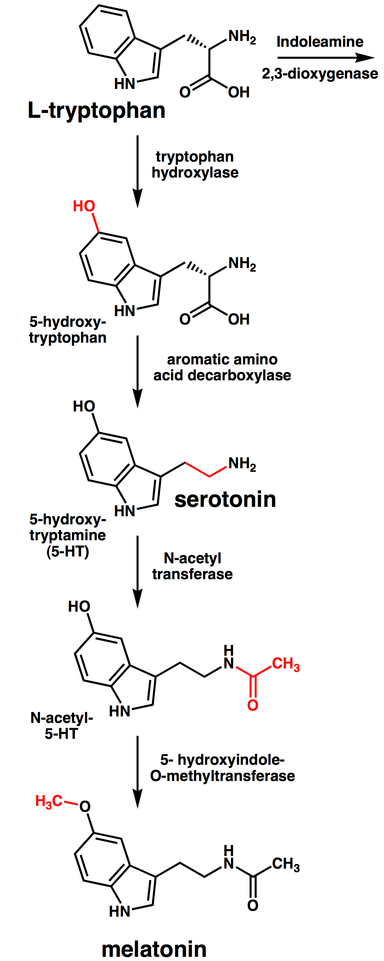 NH₂
Indoleamine
HN
O
OH
2,3-dioxygenase
L-tryptophan
tryptophan
hydroxylase
HO
NH₂
HN
O
OH
5-hydroxy-
tryptophan
aromatic amino
acid decarboxylase
HO
NH₂
HN
serotonin
5-hydroxy-
tryptamine
(5-HT)
N-acetyl
transferase
HO
H
N
CH₃
O
HN
N-acetyl-
5-HT
5- hydroxyindole-
O-methyltransferase
H₃C
O
H
N
CH₃
O
HN
melatonin